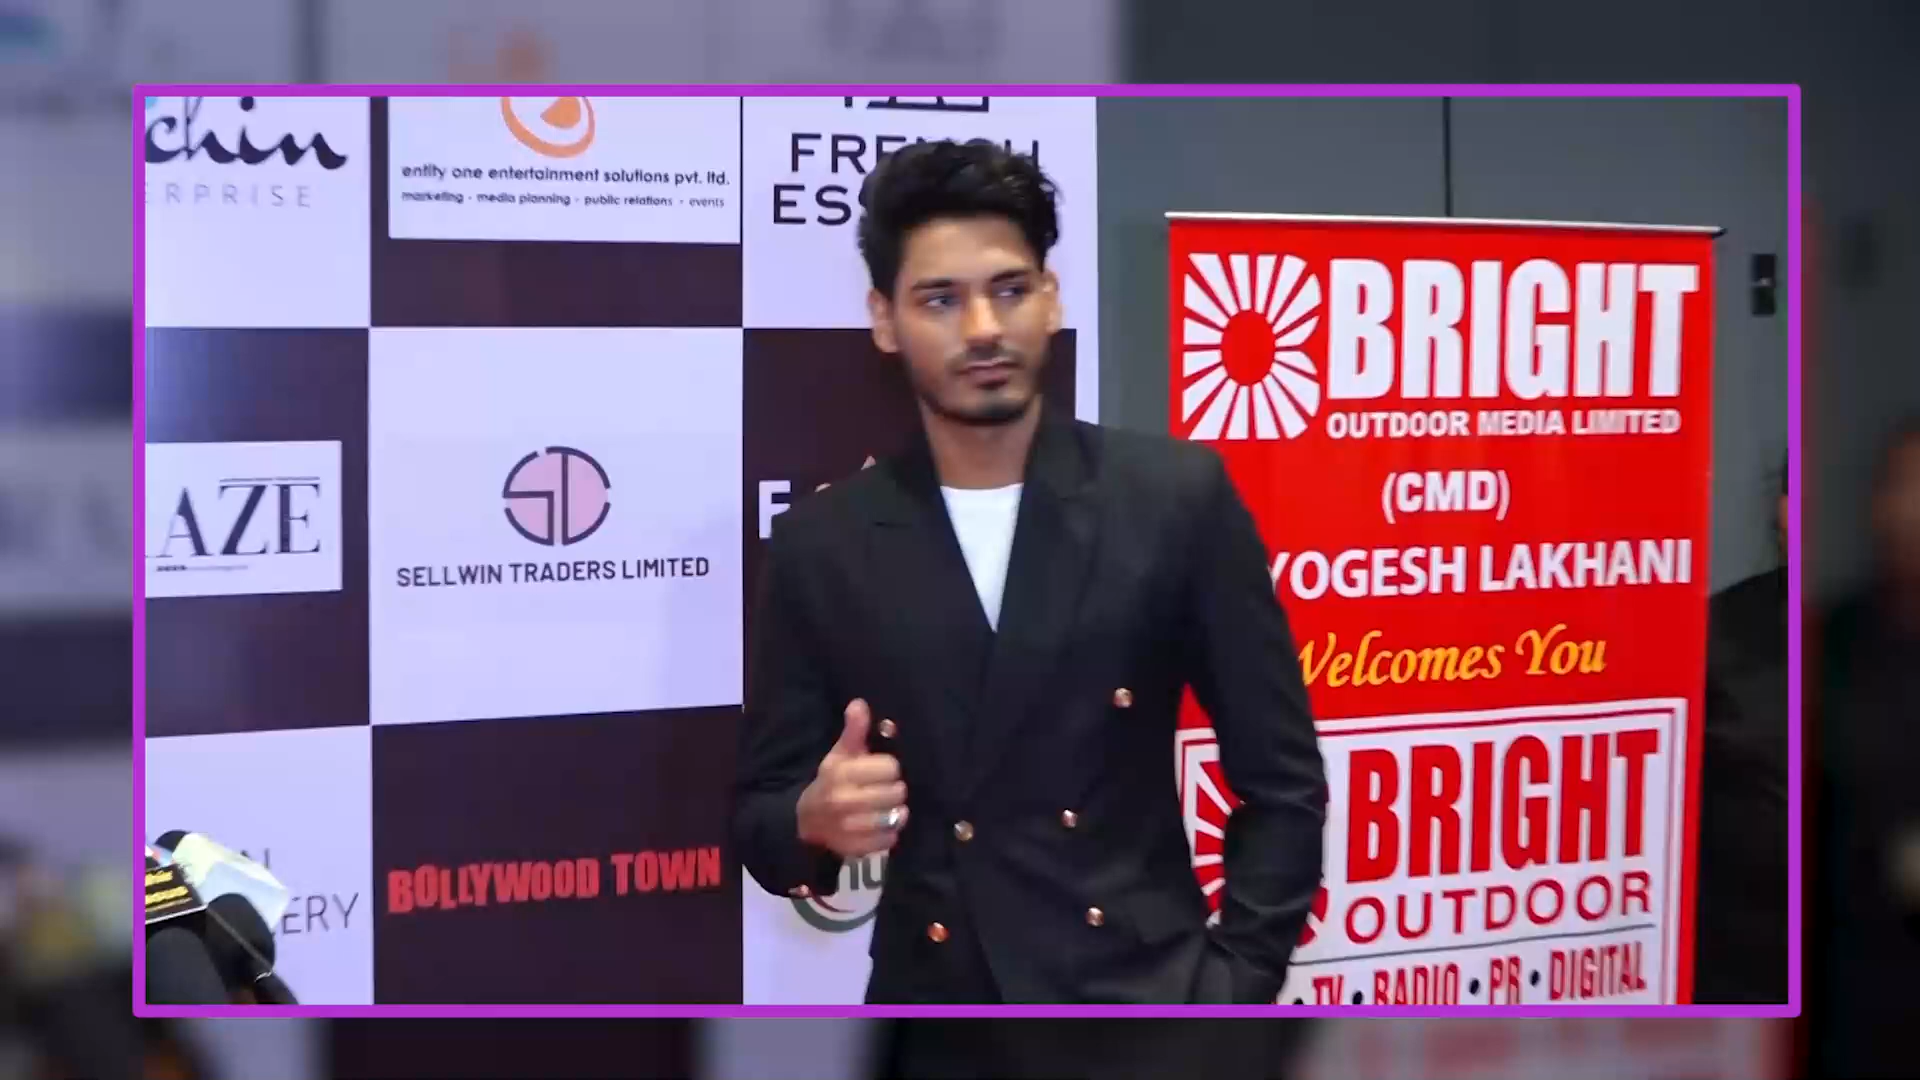 chin
ERPRISE
entity one entertainment solutions pvt. ltd.
marketing - media planning - public relations - events
FRENCH
ESS
AZE
SELLWIN TRADERS LIMITED
F
BOLLYWOOD TOWN
ERY
BRIGHT
OUTDOOR MEDIA LIMITED
(CMD)
YOGESH LAKHANI
Welcomes You
BRIGHT
OUTDOOR
• TV • RADIO • PR • DIGITAL